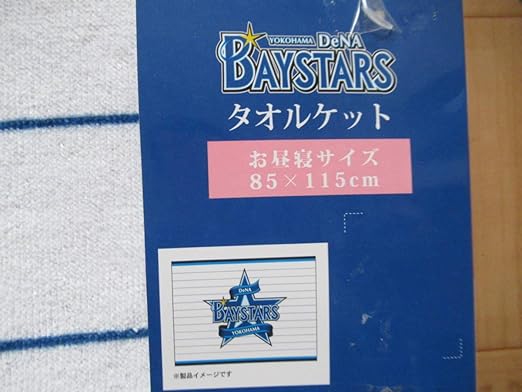 YOKOHAMA DeNA
BAYSTARS
タオルケット
お昼寝サイズ
85×115cm
DeNA
BAYSTARS
YOKOHAMA
※製品イメージです